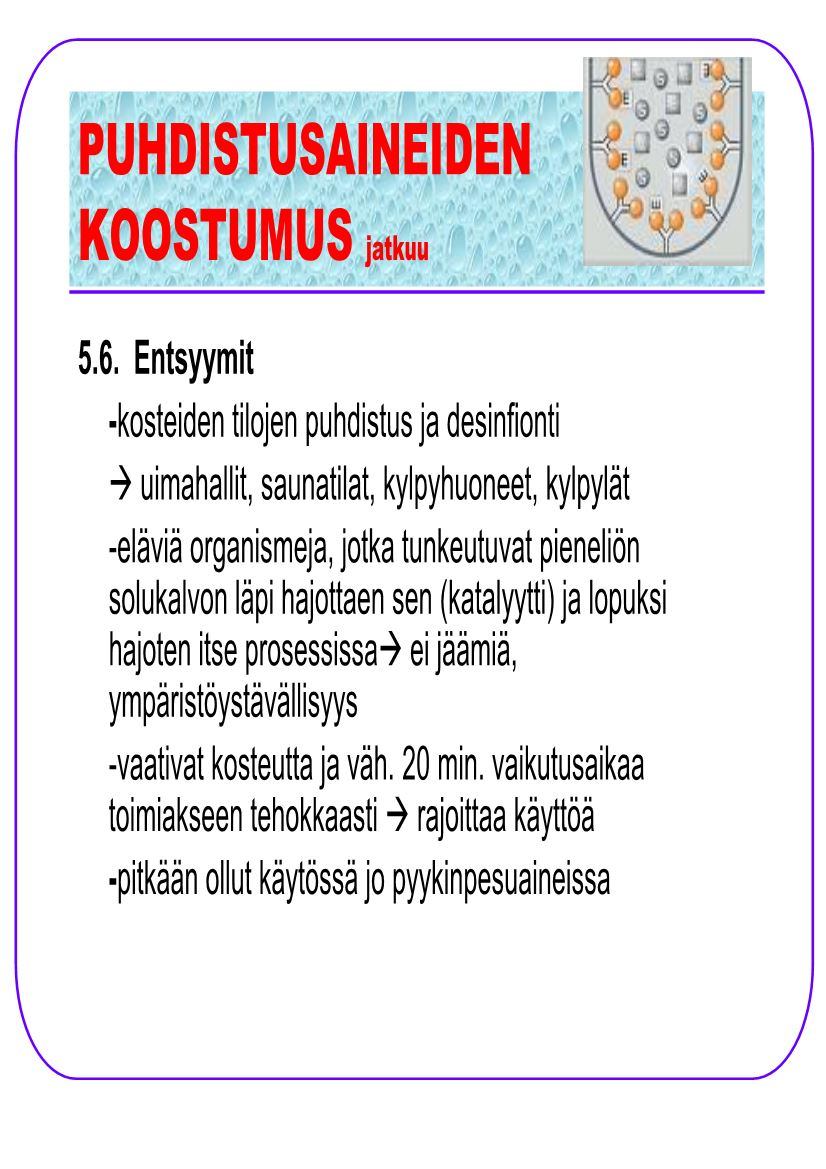 PUHDISTUSAINEIDEN
KOOSTUMUS jatkuu
5.6. Entsyymit
-kosteiden tilojen puhdistus ja desinfionti
→ uimahallit, saunatilat, kylpyhuoneet, kylpylät
-eläviä organismeja, jotka tunkeutuvat pieneliön
solukalvon läpi hajottaen sen (katalyytti) ja lopuksi
hajoten itse prosessissa→ ei jäämiä,
ympäristöystävällisyys
-vaativat kosteutta ja väh. 20 min. vaikutusaikaa
toimiakseen tehokkaasti → rajoittaa käyttöä
-pitkään ollut käytössä jo pyykinpesuaineissa